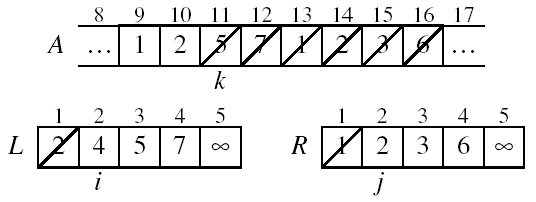 8 9 10 11 12 13 14 15 16 17
A ... 1 2 5 7 1 2 3 6 ...
k
1 2 3 4 5
L 2 4 5 7 ∞
i
1 2 3 4 5
R 1 2 3 6 ∞
j